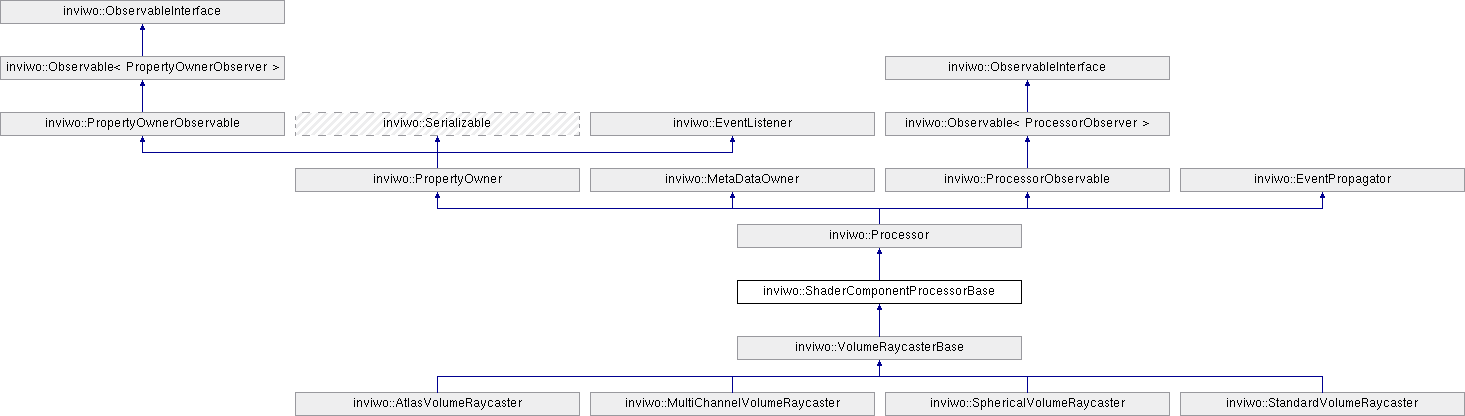 inviwo::ObservableInterface
inviwo::Observable< PropertyOwnerObserver >
inviwo::ObservableInterface
inviwo::PropertyOwnerObservable
inviwo::Serializable
inviwo::EventListener
inviwo::Observable< ProcessorObserver >
inviwo::PropertyOwner
inviwo::MetaDataOwner
inviwo::ProcessorObservable
inviwo::EventPropagator
inviwo::Processor
inviwo::ShaderComponentProcessorBase
inviwo::VolumeRaycasterBase
inviwo::AtlasVolumeRaycaster
inviwo::MultiChannelVolumeRaycaster
inviwo::SphericalVolumeRaycaster
inviwo::StandardVolumeRaycaster